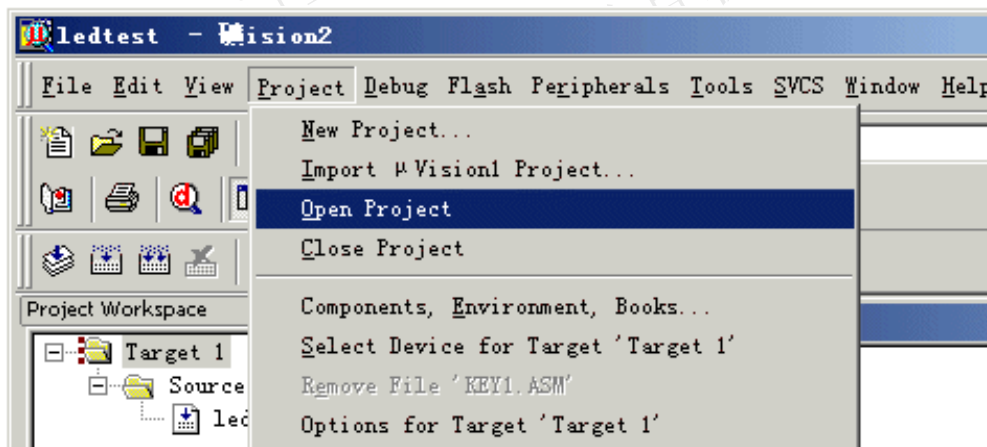 ledtest - μVision2
File Edit View Project Debug Flash Peripherals Tools SVCS Window Help
New Project...
Import μVision1 Project...
Open Project
Close Project
Components, Environment, Books...
Select Device for Target 'Target 1'
Remove File 'KEY1.ASM'
Options for Target 'Target 1'
Project Workspace
Target 1
Source
led